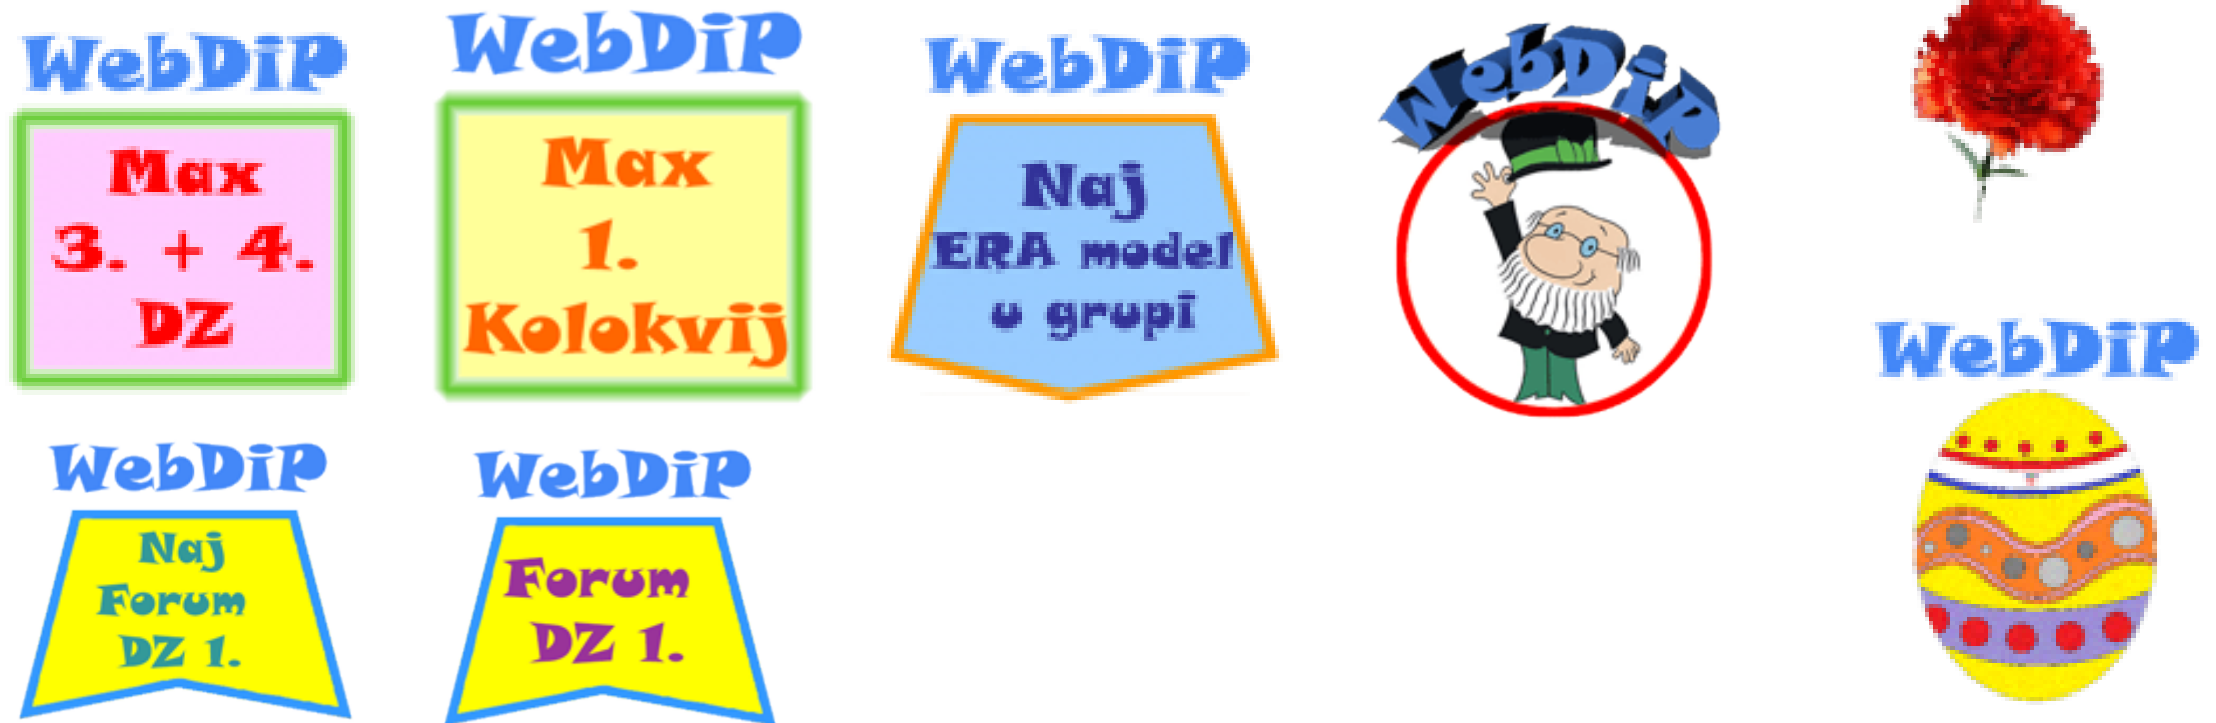 WebDiP
Max
3. + 4.
DZ
WebDiP
Max
1.
Kolokvij
WebDiP
Naj
ERA model
u grupi
WebDiP
WebDiP
WebDiP
Naj
Forum
DZ 1.
WebDiP
Forum
DZ 1.